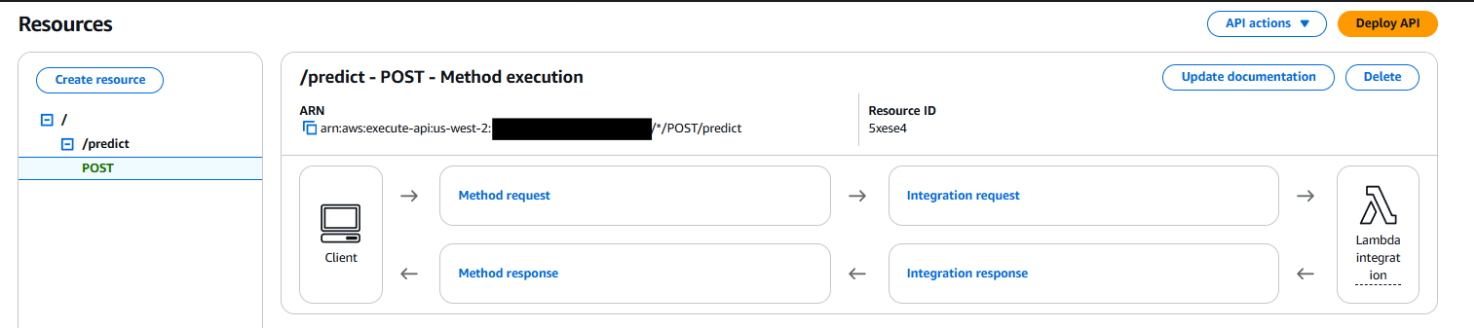 Resources
API actions
Deploy API
Create resource
/
/predict
POST
/predict - POST - Method execution
Update documentation
Delete
ARN
arn:aws:execute-api:us-west-2:
/*/POST/predict
Resource ID
5xese4
Client
Method request
Integration request
Method response
Integration response
Lambda
integrat
ion